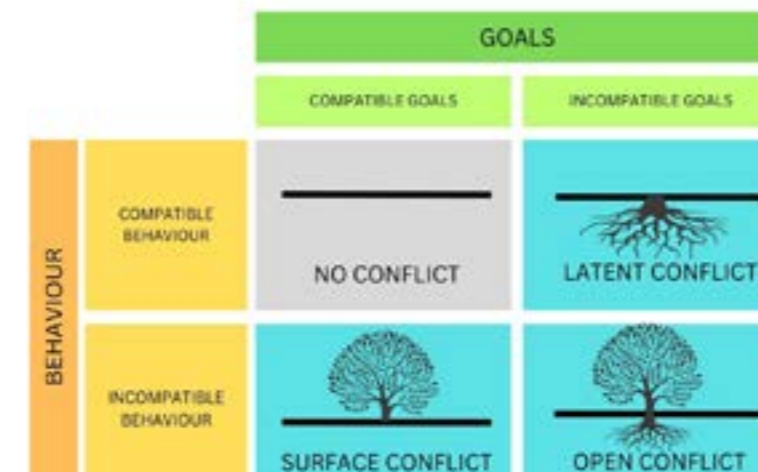 GOALS
COMPATIBLE GOALS
INCOMPATIBLE GOALS
BEHAVIOUR
COMPATIBLE
BEHAVIOUR
NO CONFLICT
LATENT CONFLICT
INCOMPATIBLE
BEHAVIOUR
SURFACE CONFLICT
OPEN CONFLICT